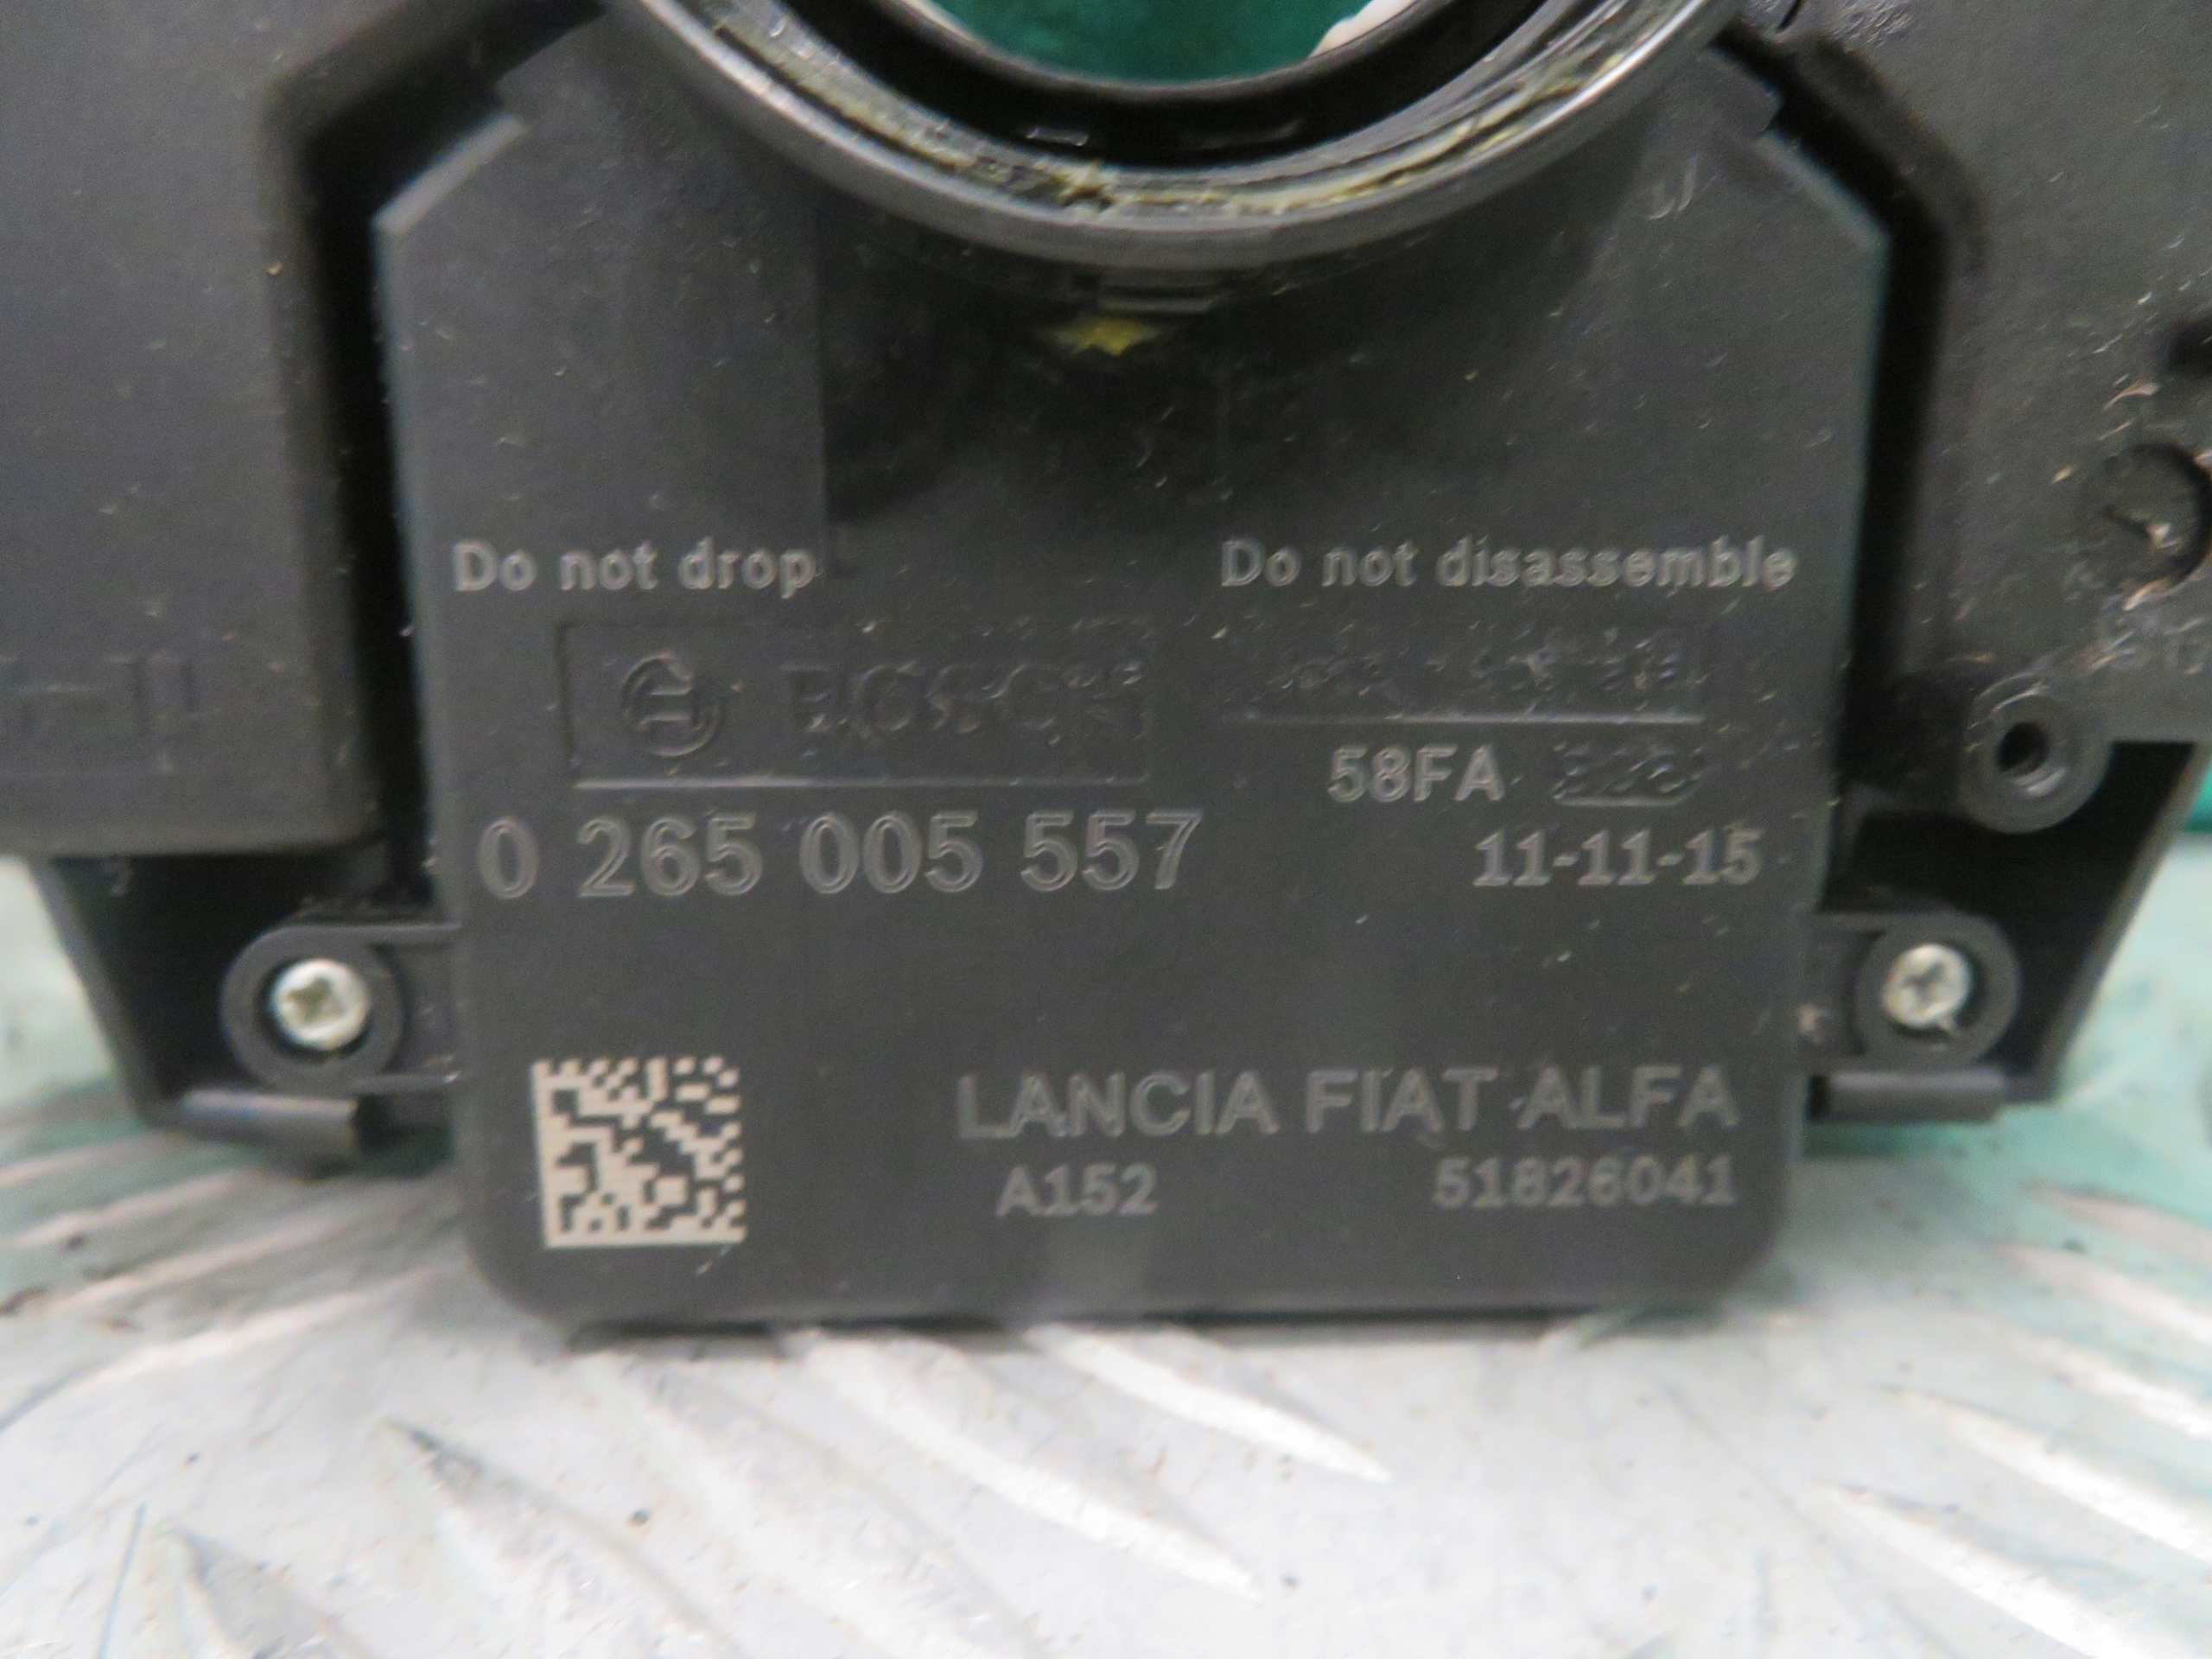 Do not drop
Do not disassemble
BOSCH
58FA
0 265 005 557
11-11-15
LANCIA FIAT ALFA
A152
51826041